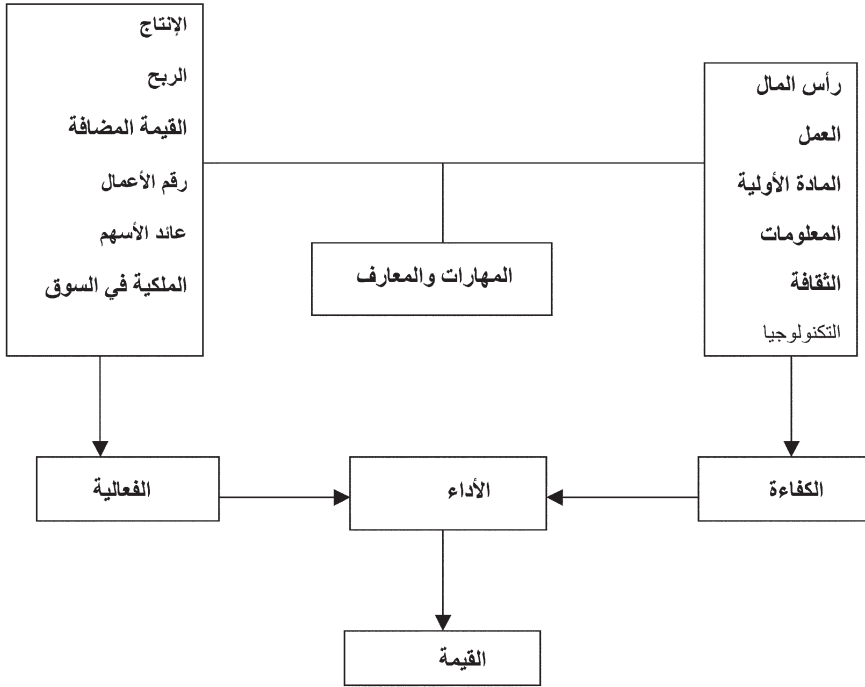 رأس المال
العمل
المادة الأولية
المعلومات
الثقافة
التكنولوجيا
الإنتاج
الربح
القيمة المضافة
رقم الأعمال
عائد الأسهم
الملكية في السوق
المهارات والمعارف
الكفاءة
الأداء
الفعالية
القيمة